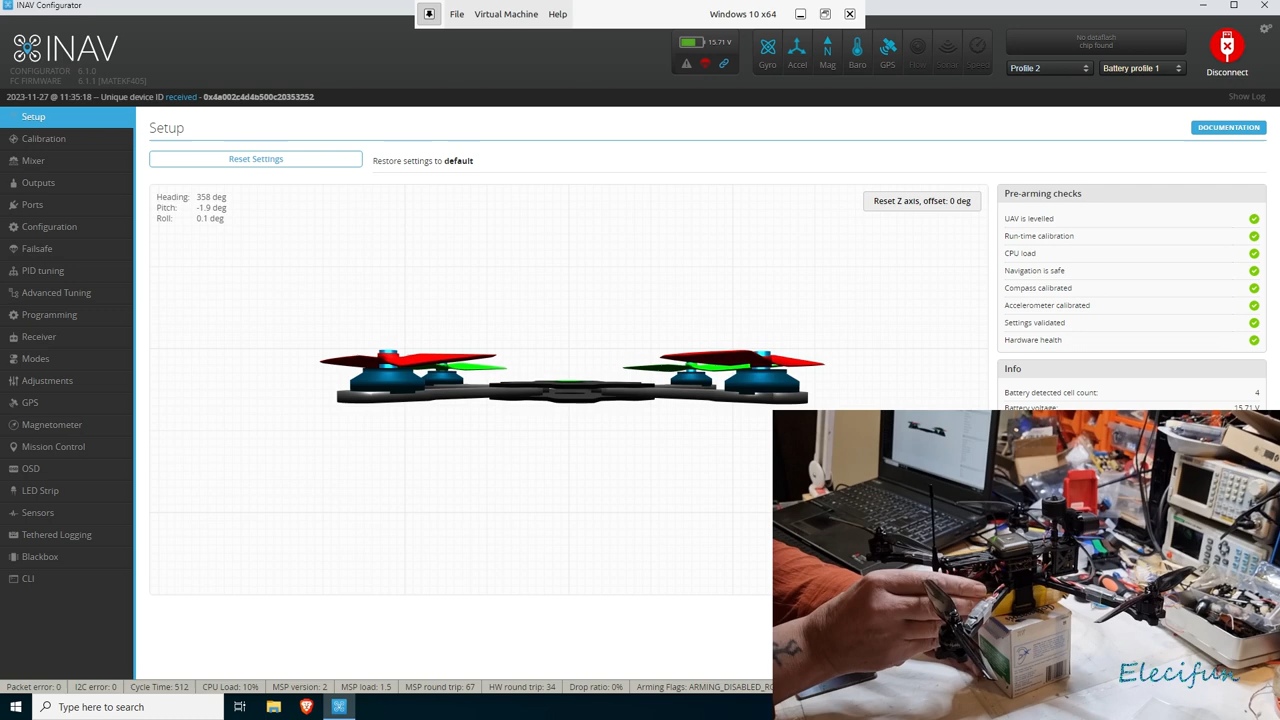 INAV Configurator
File Virtual Machine Help Windows 10 x64
INAV
CONFIGURATOR 6.1.0
FC FIRMWARE 6.1.1 [MATEKF405]
15.71 V
Gyro Accel Mag Baro GPS Flow Sonar Speed
No dataflash
chip found
Profile 2 Battery profile 1
Disconnect
2023-11-27 @ 11:35:18 -- Unique device ID received - 0x4a002c4d4b500c20353252
Show Log
Setup
Calibration
Mixer
Outputs
Ports
Configuration
Failsafe
PID tuning
Advanced Tuning
Programming
Receiver
Modes
Adjustments
GPS
Magnetometer
Mission Control
OSD
LED Strip
Sensors
Tethered Logging
Blackbox
CLI
Setup
DOCUMENTATION
Reset Settings
Restore settings to default
Heading: 358 deg
Pitch: -1.9 deg
Roll: 0.1 deg
Reset Z axis, offset: 0 deg
Pre-arming checks
UAV is levelled
Run-time calibration
CPU load
Navigation is safe
Compass calibrated
Accelerometer calibrated
Settings validated
Hardware health
Info
Battery detected cell count: 4
Battery voltage: 15.71 V
Elecifun
Packet error: 0 I2C error: 0 Cycle Time: 512 CPU Load: 10% MSP version: 2 MSP load: 1.5 MSP round trip: 67 HW round trip: 34 Drop ratio: 0% Arming Flags: ARMING_DISABLED_RC
Type here to search